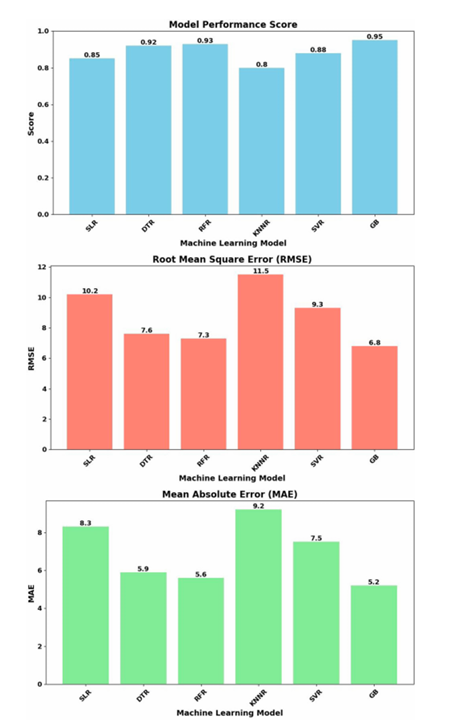 Model Performance Score
1.0
0.8
0.6
0.4
0.2
0.0
Score
0.85
0.92
0.93
0.8
0.88
0.95
SLR
DTR
RFR
KNNR
SVR
GB
Machine Learning Model
Root Mean Square Error (RMSE)
12
10
8
6
4
2
0
RMSE
10.2
7.6
7.3
11.5
9.3
6.8
SLR
DTR
RFR
KNNR
SVR
GB
Machine Learning Model
Mean Absolute Error (MAE)
8
6
4
2
0
MAE
8.3
5.9
5.6
9.2
7.5
5.2
SLR
DTR
RFR
KNNR
SVR
GB
Machine Learning Model